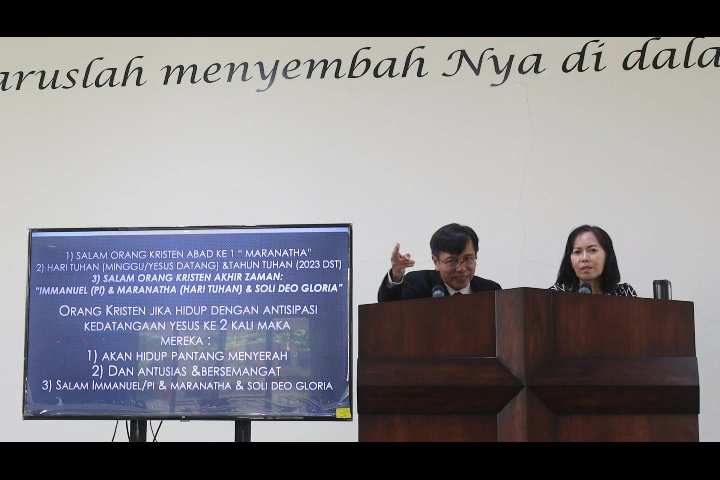 aruslah menyembah Nya di dala
1) SALAM ORANG KRISTEN ABAD KE 1 " MARANATHA"
2) HARI TUHAN (MINGGU/YESUS DATANG) &TAHUN TUHAN (2023 DST)
3) SALAM ORANG KRISTEN AKHIR ZAMAN:
"IMMANUEL (PI) & MARANATHA (HARI TUHAN) & SOLI DEO GLORIA"
ORANG KRISTEN JIKA HIDUP DENGAN ANTISIPASI
KEDATANGAAN YESUS KE 2 KALI MAKA
MEREKA :
1) AKAN HIDUP PANTANG MENYERAH
2) DAN ANTUSIAS &BERSEMANGAT
3) SALAM IMMANUEL/PI & MARANATHA & SOLI DEO GLORIA